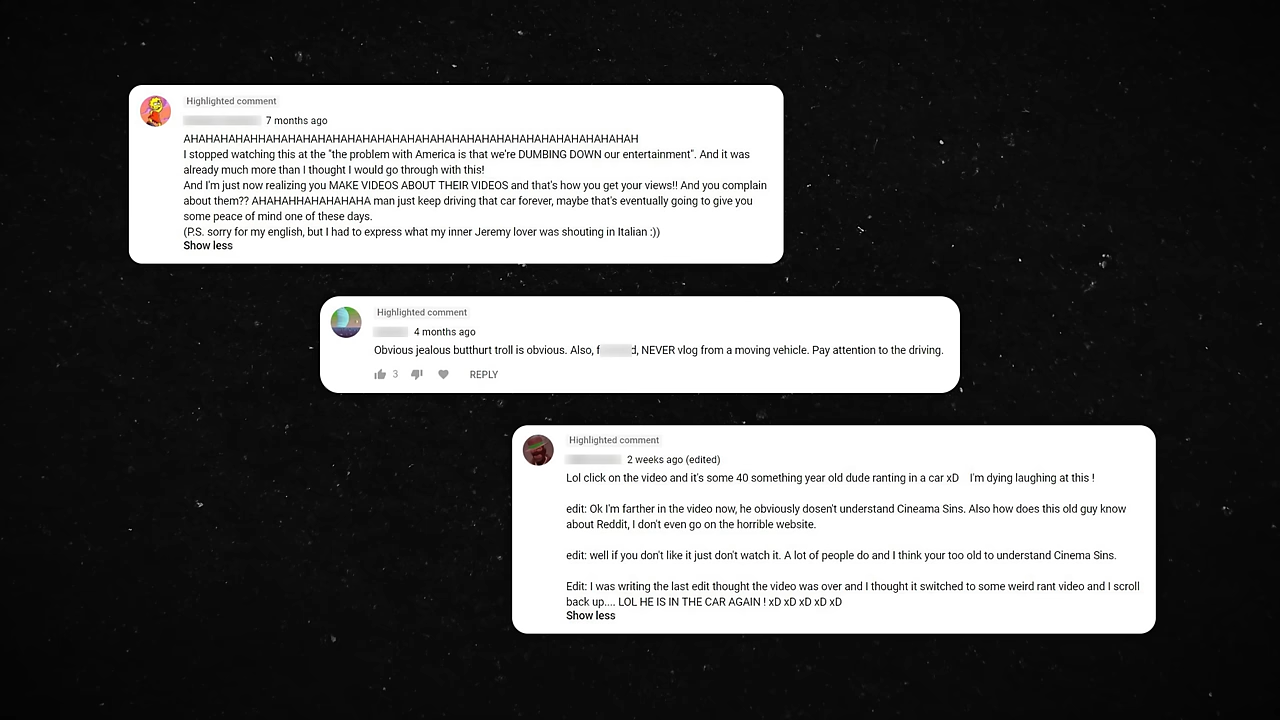 Highlighted comment
7 months ago
AHAHAHAHAHHAHAHAHAHAHAHAHAHAHAHAHAHAHAHAHAHAHAHAHAHAHAHAHAHAH
I stopped watching this at the "the problem with America is that we're DUMBING DOWN our entertainment". And it was
already much more than I thought I would go through with this!
And I'm just now realizing you MAKE VIDEOS ABOUT THEIR VIDEOS and that's how you get your views!! And you complain
about them?? AHAHAHHAHAHAHAHA man just keep driving that car forever, maybe that's eventually going to give you
some peace of mind one of these days.
(P.S. sorry for my english, but I had to express what my inner Jeremy lover was shouting in Italian :))
Show less
Highlighted comment
4 months ago
Obvious jealous butthurt troll is obvious. Also, f d, NEVER vlog from a moving vehicle. Pay attention to the driving.
3 REPLY
Highlighted comment
2 weeks ago (edited)
Lol click on the video and it's some 40 something year old dude ranting in a car xD I'm dying laughing at this !
edit: Ok I'm farther in the video now, he obviously dosen't understand Cineama Sins. Also how does this old guy know
about Reddit, I don't even go on the horrible website.
edit: well if you don't like it just don't watch it. A lot of people do and I think your too old to understand Cinema Sins.
Edit: I was writing the last edit thought the video was over and I thought it switched to some weird rant video and I scroll
back up.... LOL HE IS IN THE CAR AGAIN ! xD xD xD xD xD
Show less